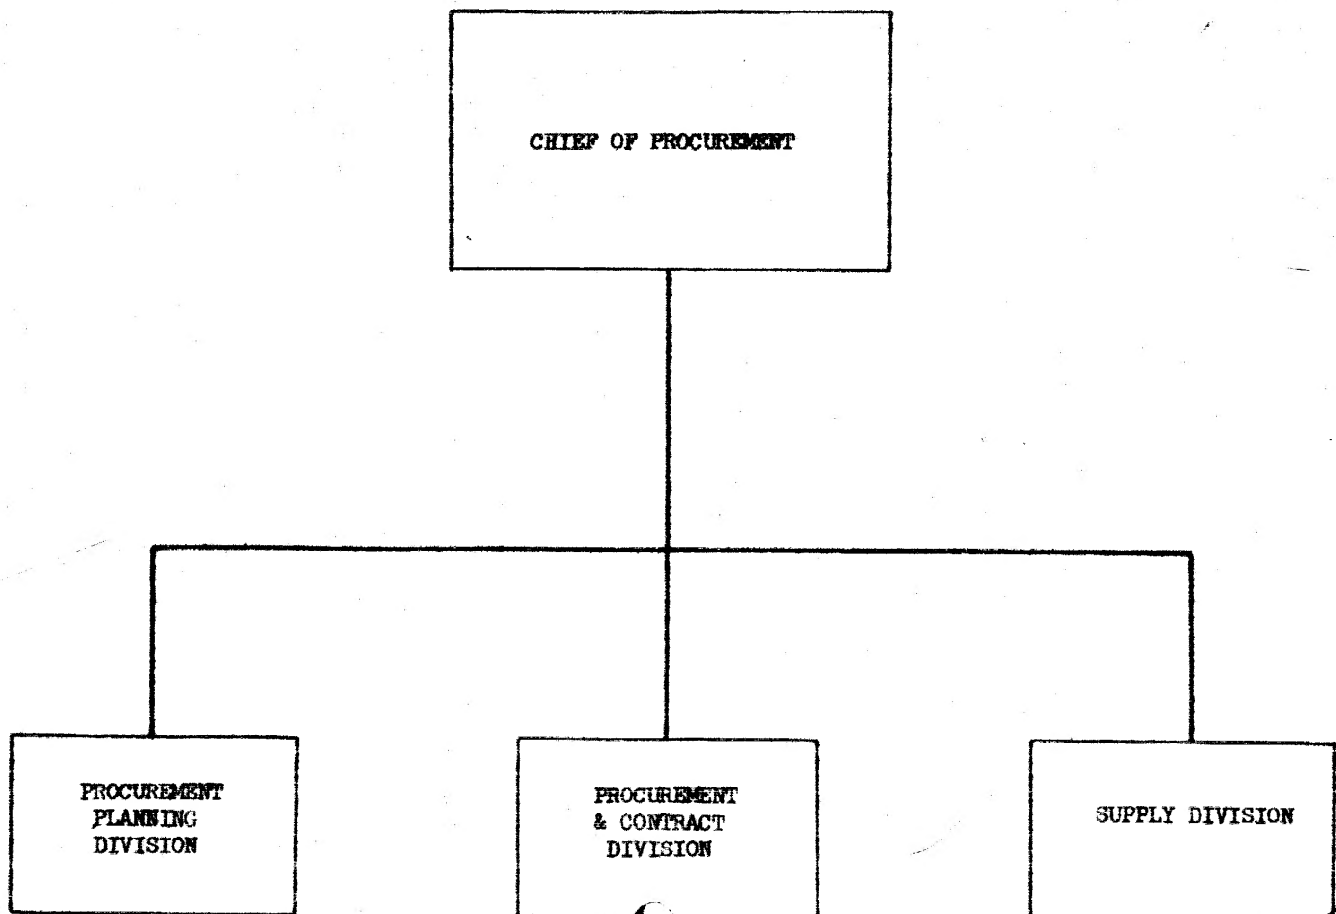 CHIEF OF PROCUREMENT
PROCUREMENT
PLANNING
DIVISION
PROCUREMENT
& CONTRACT
DIVISION
SUPPLY DIVISION